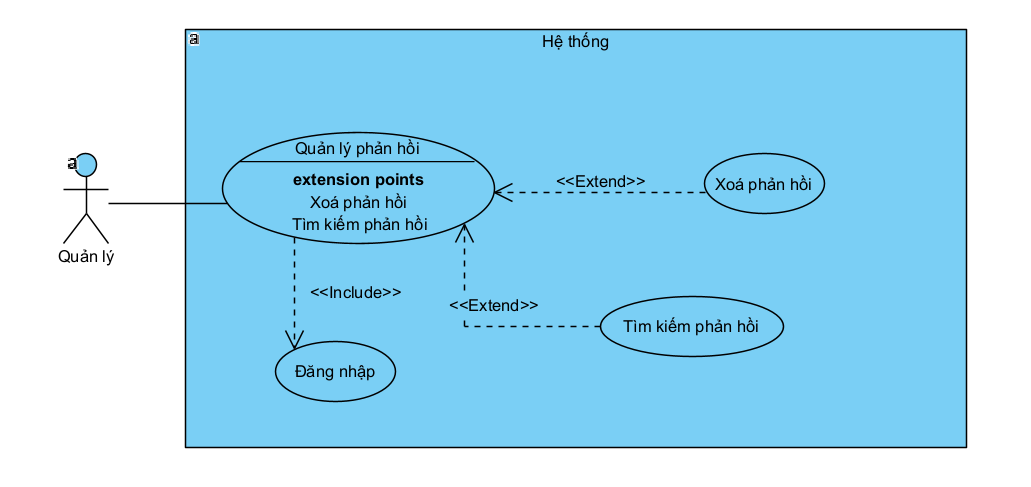 a
Hệ thống
a
Quản lý
Quản lý phản hồi
extension points
Xoá phản hồi
Tìm kiếm phản hồi
<<Extend>>
Xoá phản hồi
<<Include>>
<<Extend>>
Tìm kiếm phản hồi
Đăng nhập